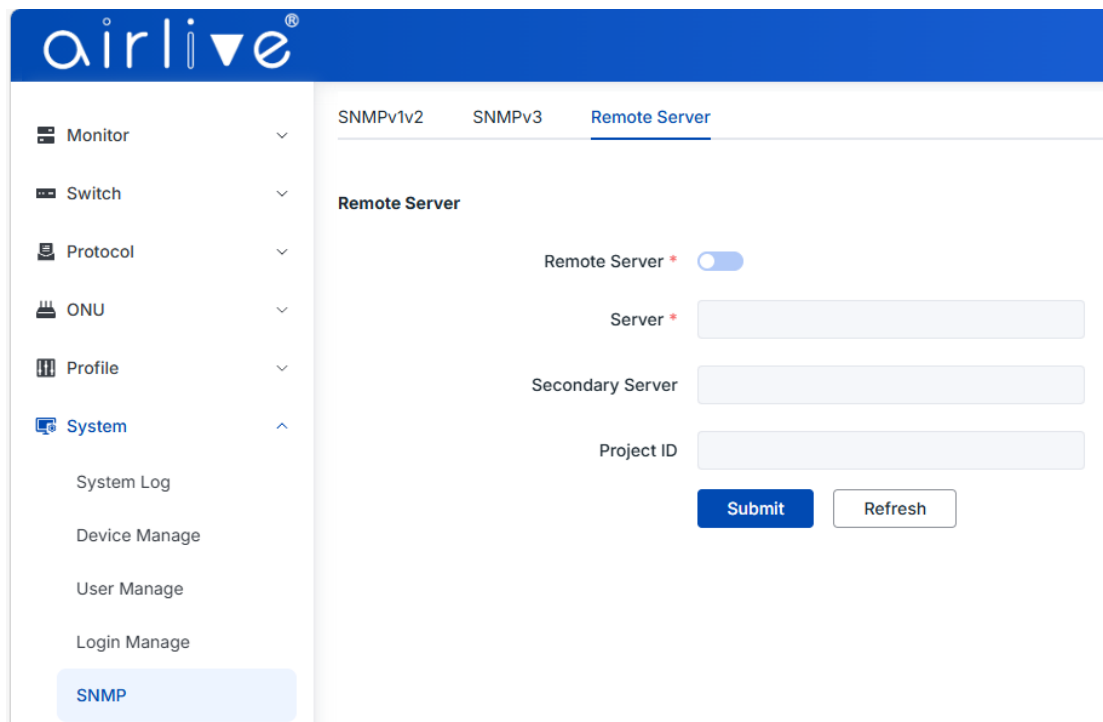 airlive®
Monitor
Switch
Protocol
ONU
Profile
System
System Log
Device Manage
User Manage
Login Manage
SNMP
SNMPv1v2 SNMPv3 Remote Server
Remote Server
Remote Server *
Server *
Secondary Server
Project ID
Submit Refresh